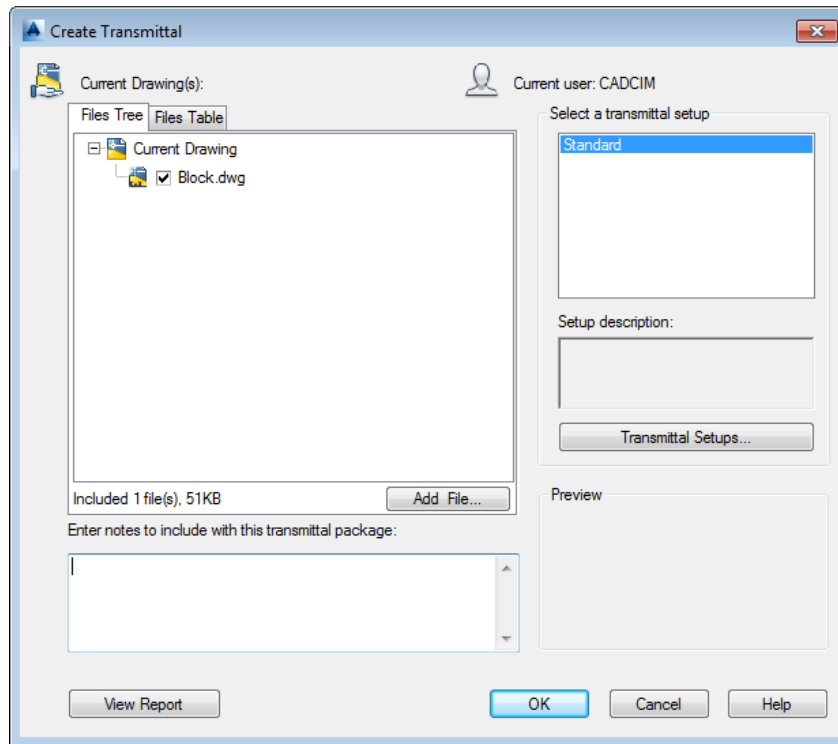 Create Transmittal
Current Drawing(s):
Current user: CADCIM
Files Tree
Files Table
Current Drawing
Block.dwg
Included 1 file(s), 51KB
Add File...
Enter notes to include with this transmittal package:
Select a transmittal setup
Standard
Setup description:
Transmittal Setups...
Preview
View Report
OK
Cancel
Help